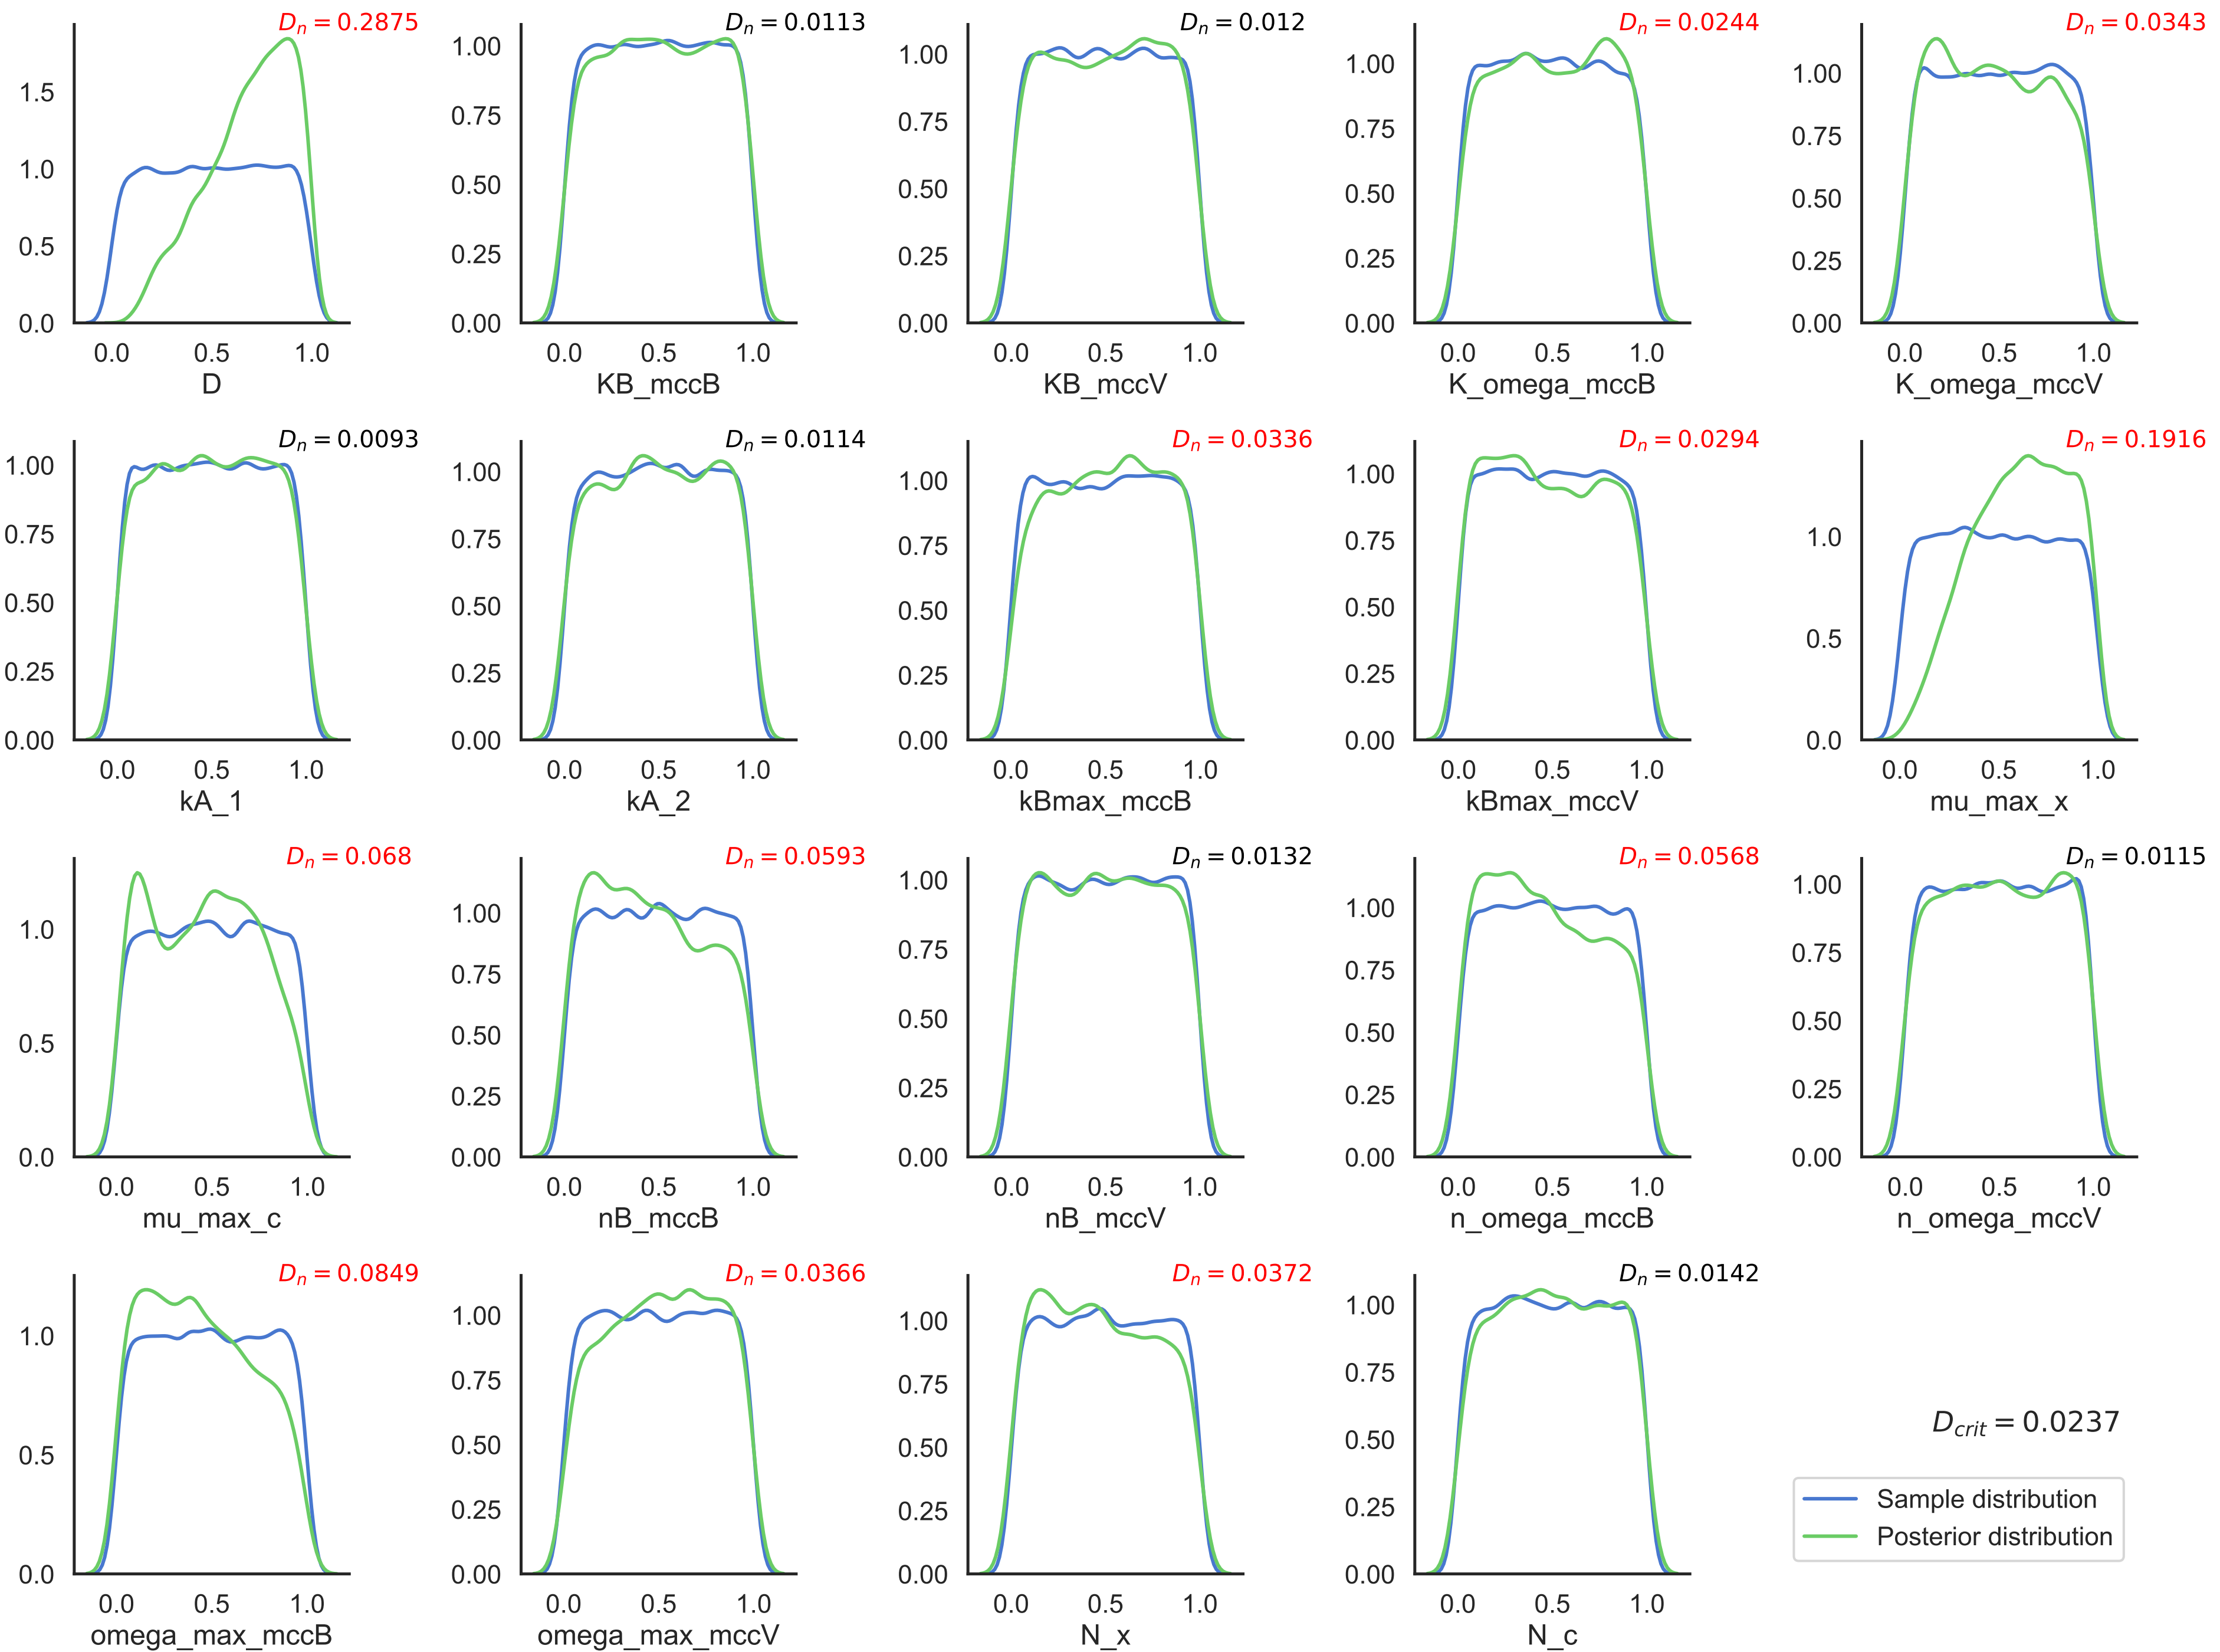 D_n = 0.2875
1.5
1.0
0.5
0.0
0.0 0.5 1.0
D
D_n = 0.0113
1.00
0.75
0.50
0.25
0.00
0.0 0.5 1.0
KB_mccB
D_n = 0.012
1.00
0.75
0.50
0.25
0.00
0.0 0.5 1.0
KB_mccV
D_n = 0.0244
1.00
0.75
0.50
0.25
0.00
0.0 0.5 1.0
K_omega_mccB
D_n = 0.0343
1.00
0.75
0.50
0.25
0.00
0.0 0.5 1.0
K_omega_mccV
D_n = 0.0093
1.00
0.75
0.50
0.25
0.00
0.0 0.5 1.0
kA_1
D_n = 0.0114
1.00
0.75
0.50
0.25
0.00
0.0 0.5 1.0
kA_2
D_n = 0.0336
1.00
0.75
0.50
0.25
0.00
0.0 0.5 1.0
kBmax_mccB
D_n = 0.0294
1.00
0.75
0.50
0.25
0.00
0.0 0.5 1.0
kBmax_mccV
D_n = 0.1916
1.0
0.5
0.0
0.0 0.5 1.0
mu_max_x
D_n = 0.068
1.0
0.5
0.0
0.0 0.5 1.0
mu_max_c
D_n = 0.0593
1.00
0.75
0.50
0.25
0.00
0.0 0.5 1.0
nB_mccB
D_n = 0.0132
1.00
0.75
0.50
0.25
0.00
0.0 0.5 1.0
nB_mccV
D_n = 0.0568
1.00
0.75
0.50
0.25
0.00
0.0 0.5 1.0
n_omega_mccB
D_n = 0.0115
1.00
0.75
0.50
0.25
0.00
0.0 0.5 1.0
n_omega_mccV
D_n = 0.0849
1.0
0.5
0.0
0.0 0.5 1.0
omega_max_mccB
D_n = 0.0366
1.00
0.75
0.50
0.25
0.00
0.0 0.5 1.0
omega_max_mccV
D_n = 0.0372
1.00
0.75
0.50
0.25
0.00
0.0 0.5 1.0
N_x
D_n = 0.0142
1.00
0.75
0.50
0.25
0.00
0.0 0.5 1.0
N_c
D_crit = 0.0237
Sample distribution
Posterior distribution